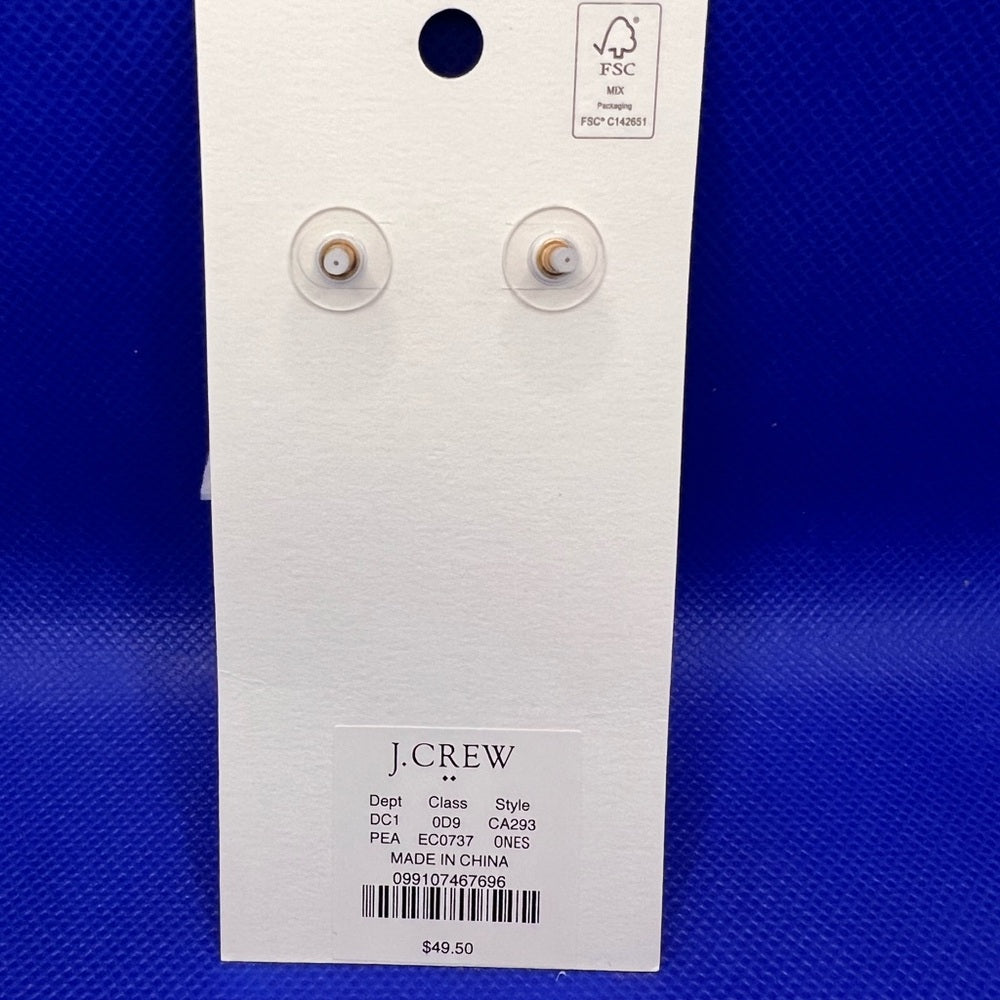 FSC®
MIX
Packaging
FSC® C142651
J.CREW
Dept Class Style
DC1 0D9 CA293
PEA EC0737 ONES
MADE IN CHINA
099107467696
$49.50